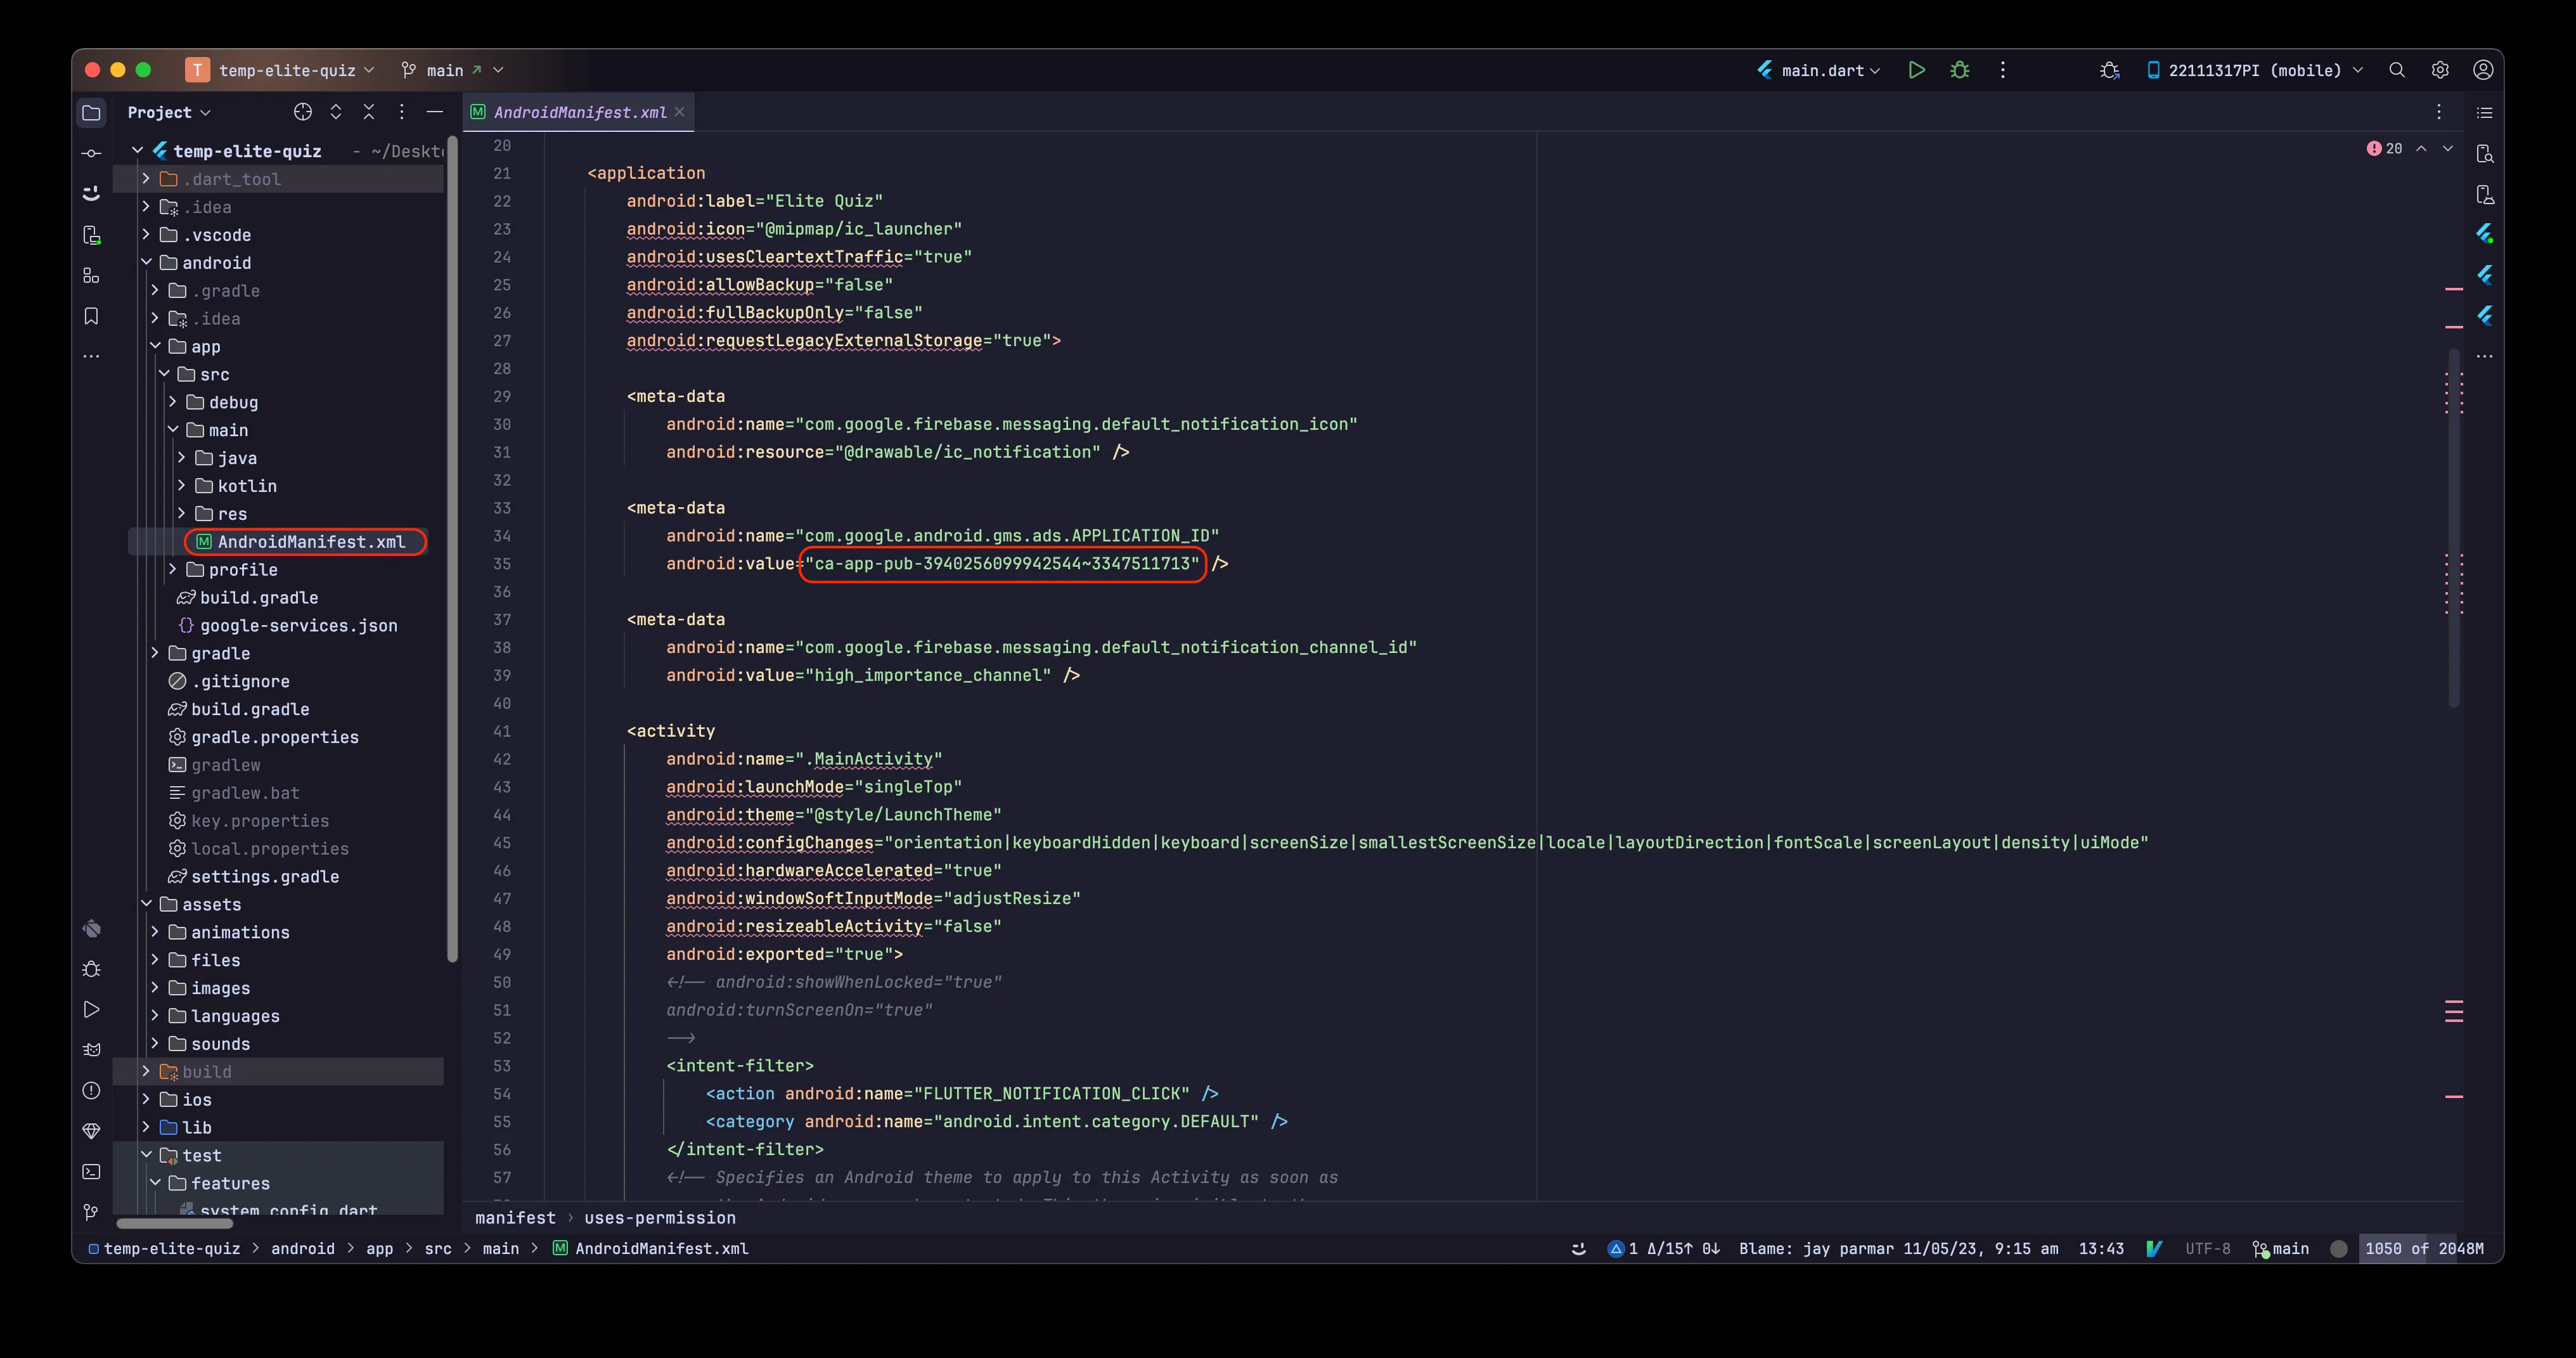 T temp-elite-quiz main main.dart 22111317PI (mobile)
Project
AndroidManifest.xml
temp-elite-quiz - ~/Deskt
.dart_tool
.idea
.vscode
android
.gradle
.idea
app
src
debug
main
java
kotlin
res
AndroidManifest.xml
profile
build.gradle
google-services.json
gradle
.gitignore
build.gradle
gradle.properties
gradlew
gradlew.bat
key.properties
local.properties
settings.gradle
assets
animations
files
images
languages
sounds
build
ios
lib
test
features
system_config.dart
20
20
21 <application
22 android:label="Elite Quiz"
23 android:icon="@mipmap/ic_launcher"
24 android:usesCleartextTraffic="true"
25 android:allowBackup="false"
26 android:fullBackupOnly="false"
27 android:requestLegacyExternalStorage="true">
28
29 <meta-data
30 android:name="com.google.firebase.messaging.default_notification_icon"
31 android:resource="@drawable/ic_notification" />
32
33 <meta-data
34 android:name="com.google.android.gms.ads.APPLICATION_ID"
35 android:value="ca-app-pub-3940256099942544~3347511713" />
36
37 <meta-data
38 android:name="com.google.firebase.messaging.default_notification_channel_id"
39 android:value="high_importance_channel" />
40
41 <activity
42 android:name=".MainActivity"
43 android:launchMode="singleTop"
44 android:theme="@style/LaunchTheme"
45 android:configChanges="orientation|keyboardHidden|keyboard|screenSize|smallestScreenSize|locale|layoutDirection|fontScale|screenLayout|density|uiMode"
46 android:hardwareAccelerated="true"
47 android:windowSoftInputMode="adjustResize"
48 android:resizeableActivity="false"
49 android:exported="true">
50 <!-- android:showWhenLocked="true"
51 android:turnScreenOn="true"
52 -->
53 <intent-filter>
54 <action android:name="FLUTTER_NOTIFICATION_CLICK" />
55 <category android:name="android.intent.category.DEFAULT" />
56 </intent-filter>
57 <!-- Specifies an Android theme to apply to this Activity as soon as
manifest › uses-permission
temp-elite-quiz > android > app > src > main > AndroidManifest.xml 1 Δ/15↑ 0↓ Blame: jay parmar 11/05/23, 9:15 am 13:43 UTF-8 main 1050 of 2048M